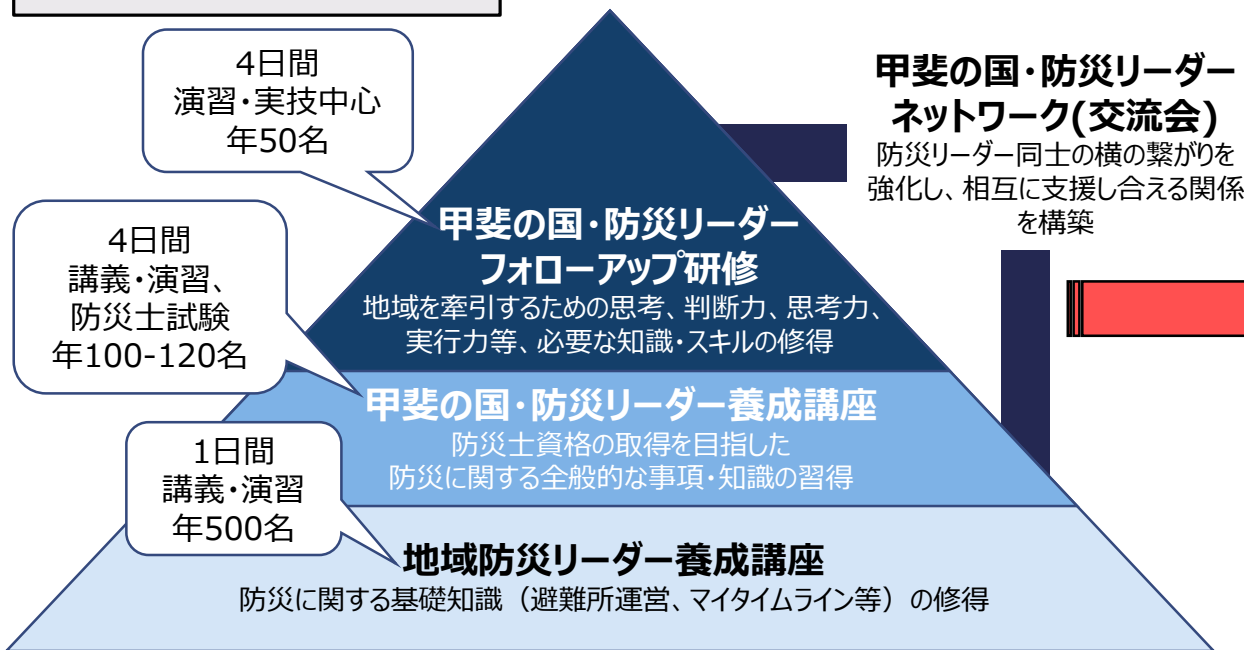 4日間
演習・実技中心
年50名
甲斐の国・防災リーダー
ネットワーク(交流会)
防災リーダー同士の横の繋がりを
強化し、相互に支援し合える関係
を構築
甲斐の国・防災リーダー
フォローアップ研修
地域を牽引するための思考、判断力、思考力、
実行力等、必要な知識・スキルの修得
4日間
講義・演習、
防災士試験
年100-120名
甲斐の国・防災リーダー養成講座
防災士資格の取得を目指した
防災に関する全般的な事項・知識の習得
1日間
講義・演習
年500名
地域防災リーダー養成講座
防災に関する基礎知識（避難所運営、マイタイムライン等）の修得